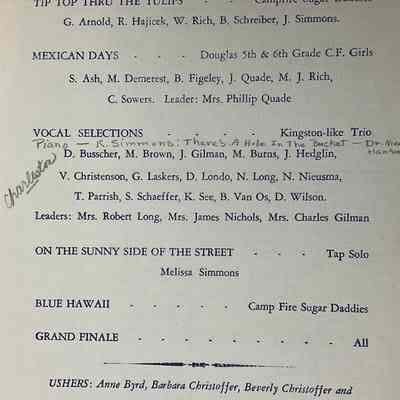 TIP TOP THRU THE TULIPS - - - Campfire Sugar Daddies
G. Arnold, R. Hajicek, W. Rich, B. Schreiber, J. Simmons.
MEXICAN DAYS - - - Douglas 5th & 6th Grade C.F. Girls
S. Ash, M. Demerest, B. Figeley, J. Quade, M. J. Rich,
C. Sowers. Leader: Mrs. Phillip Quade
VOCAL SELECTIONS - - - - Kingston-like Trio
Piano — K. Simmons: There's A Hole In The Bucket — Dr.
D. Busscher, M. Brown, J. Gilman, M. Burns, J. Hedglin,
Charleston
V. Christenson, G. Laskers, D. Londo, N. Long, N. Nieusma,
T. Parrish, S. Schaeffer, K. See, B. Van Os, D. Wilson.
Leaders: Mrs. Robert Long, Mrs. James Nichols, Mrs. Charles Gilman
ON THE SUNNY SIDE OF THE STREET - - - Tap Solo
Melissa Simmons
BLUE HAWAII - - - Camp Fire Sugar Daddies
GRAND FINALE - - - - - All
USHERS: Anne Byrd, Barbara Christoffer, Beverly Christoffer and